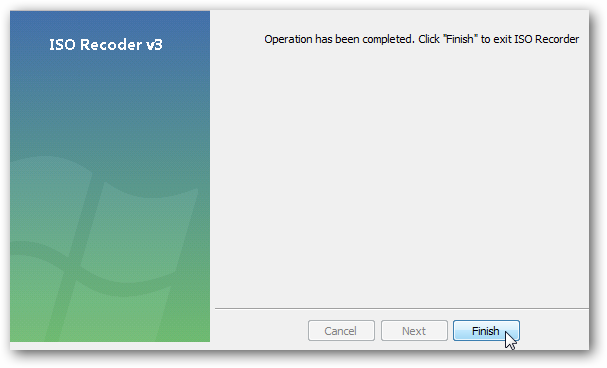 ISO Recoder v3
Operation has been completed. Click "Finish" to exit ISO Recorder
Cancel
Next
Finish